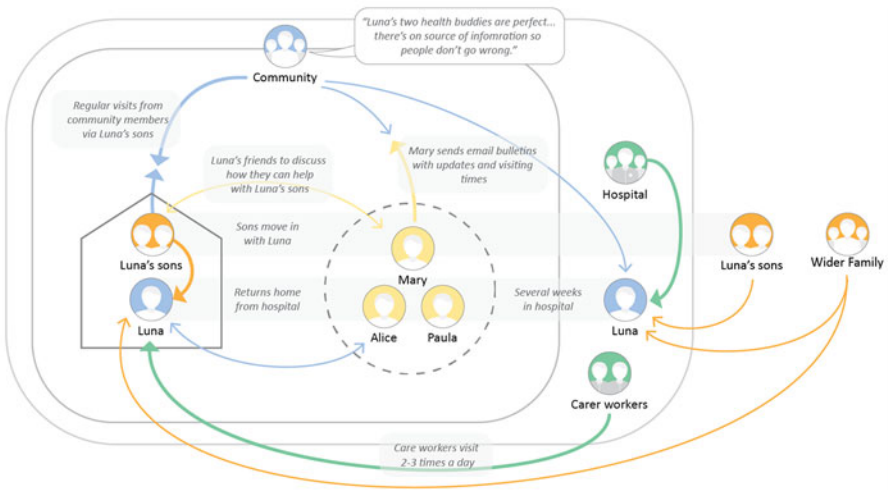 "Luna's two health buddies are perfect...
there's on source of infomration so
people don't go wrong."
Community
Regular visits from
community members
via Luna's sons
Luna's friends to discuss
how they can help
with Luna's sons
Mary sends email bulletins
with updates and visiting
times
Hospital
Sons move in
with Luna
Luna's sons
Mary
Luna's sons
Wider Family
Returns home
from hospital
Several weeks
in hospital
Luna
Alice
Paula
Luna
Carer workers
Care workers visit
2-3 times a day